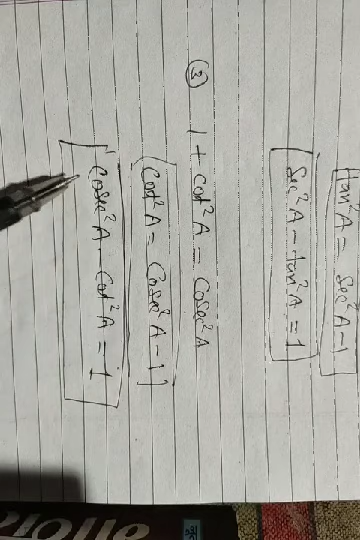 tan²A = Sec²A - 1
Sec²A - tan²A = 1
③ 1 + cot²A = Cosec²A
Cot²A = Cosec²A - 1
Cosec²A - Cot²A = 1